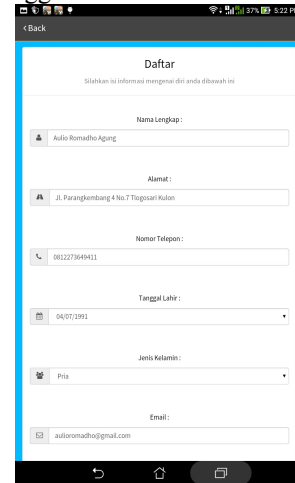 37% 5:22 P
< Back
Daftar
Silahkan isi informasi mengenai diri anda dibawah ini
Nama Lengkap :
Aulio Romadho Agung
Alamat :
Jl. Parangkembang 4 No.7 Tlogosari Kulon
Nomor Telepon :
0812273649411
Tanggal Lahir :
04/07/1991
Jenis Kelamin :
Pria
Email :
aulioromadho@gmail.com